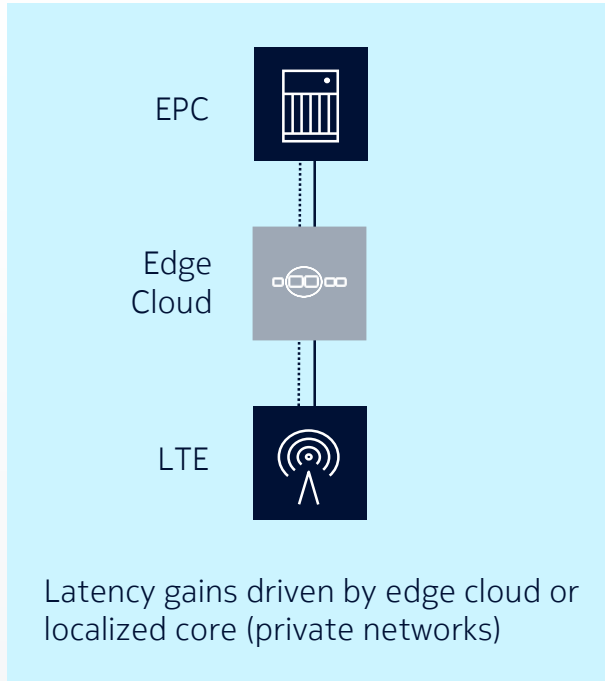 EPC
Edge
Cloud
LTE
Latency gains driven by edge cloud or
localized core (private networks)